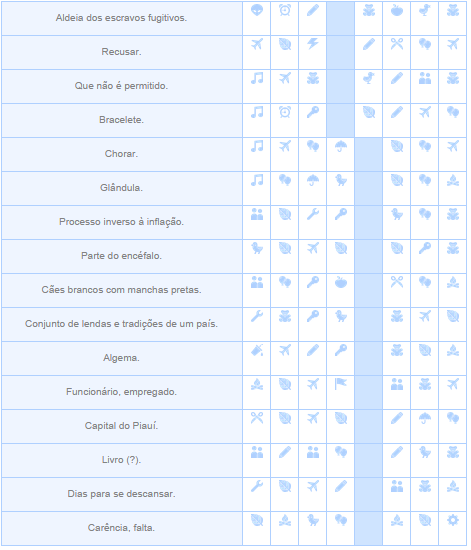 Aldeia dos escravos fugitivos.
Recusar.
Que não é permitido.
Bracelete.
Chorar.
Glândula.
Processo inverso à inflação.
Parte do encéfalo.
Cães brancos com manchas pretas.
Conjunto de lendas e tradições de um país.
Algema.
Funcionário, empregado.
Capital do Piauí.
Livro (?).
Dias para se descansar.
Carência, falta.